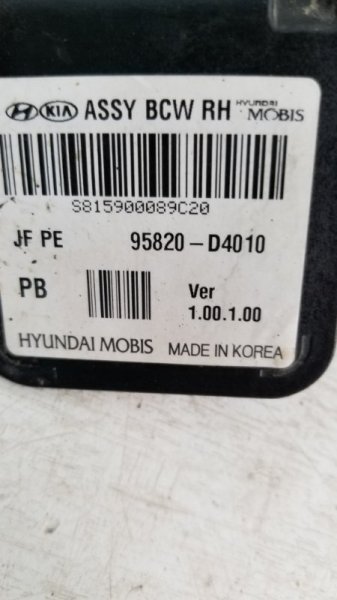 KIA ASSY BCW RH HYUNDAI MOBIS
S815900089C20
JF PE 95820-D4010
PB Ver
1.00.1.00
HYUNDAI MOBIS MADE IN KOREA